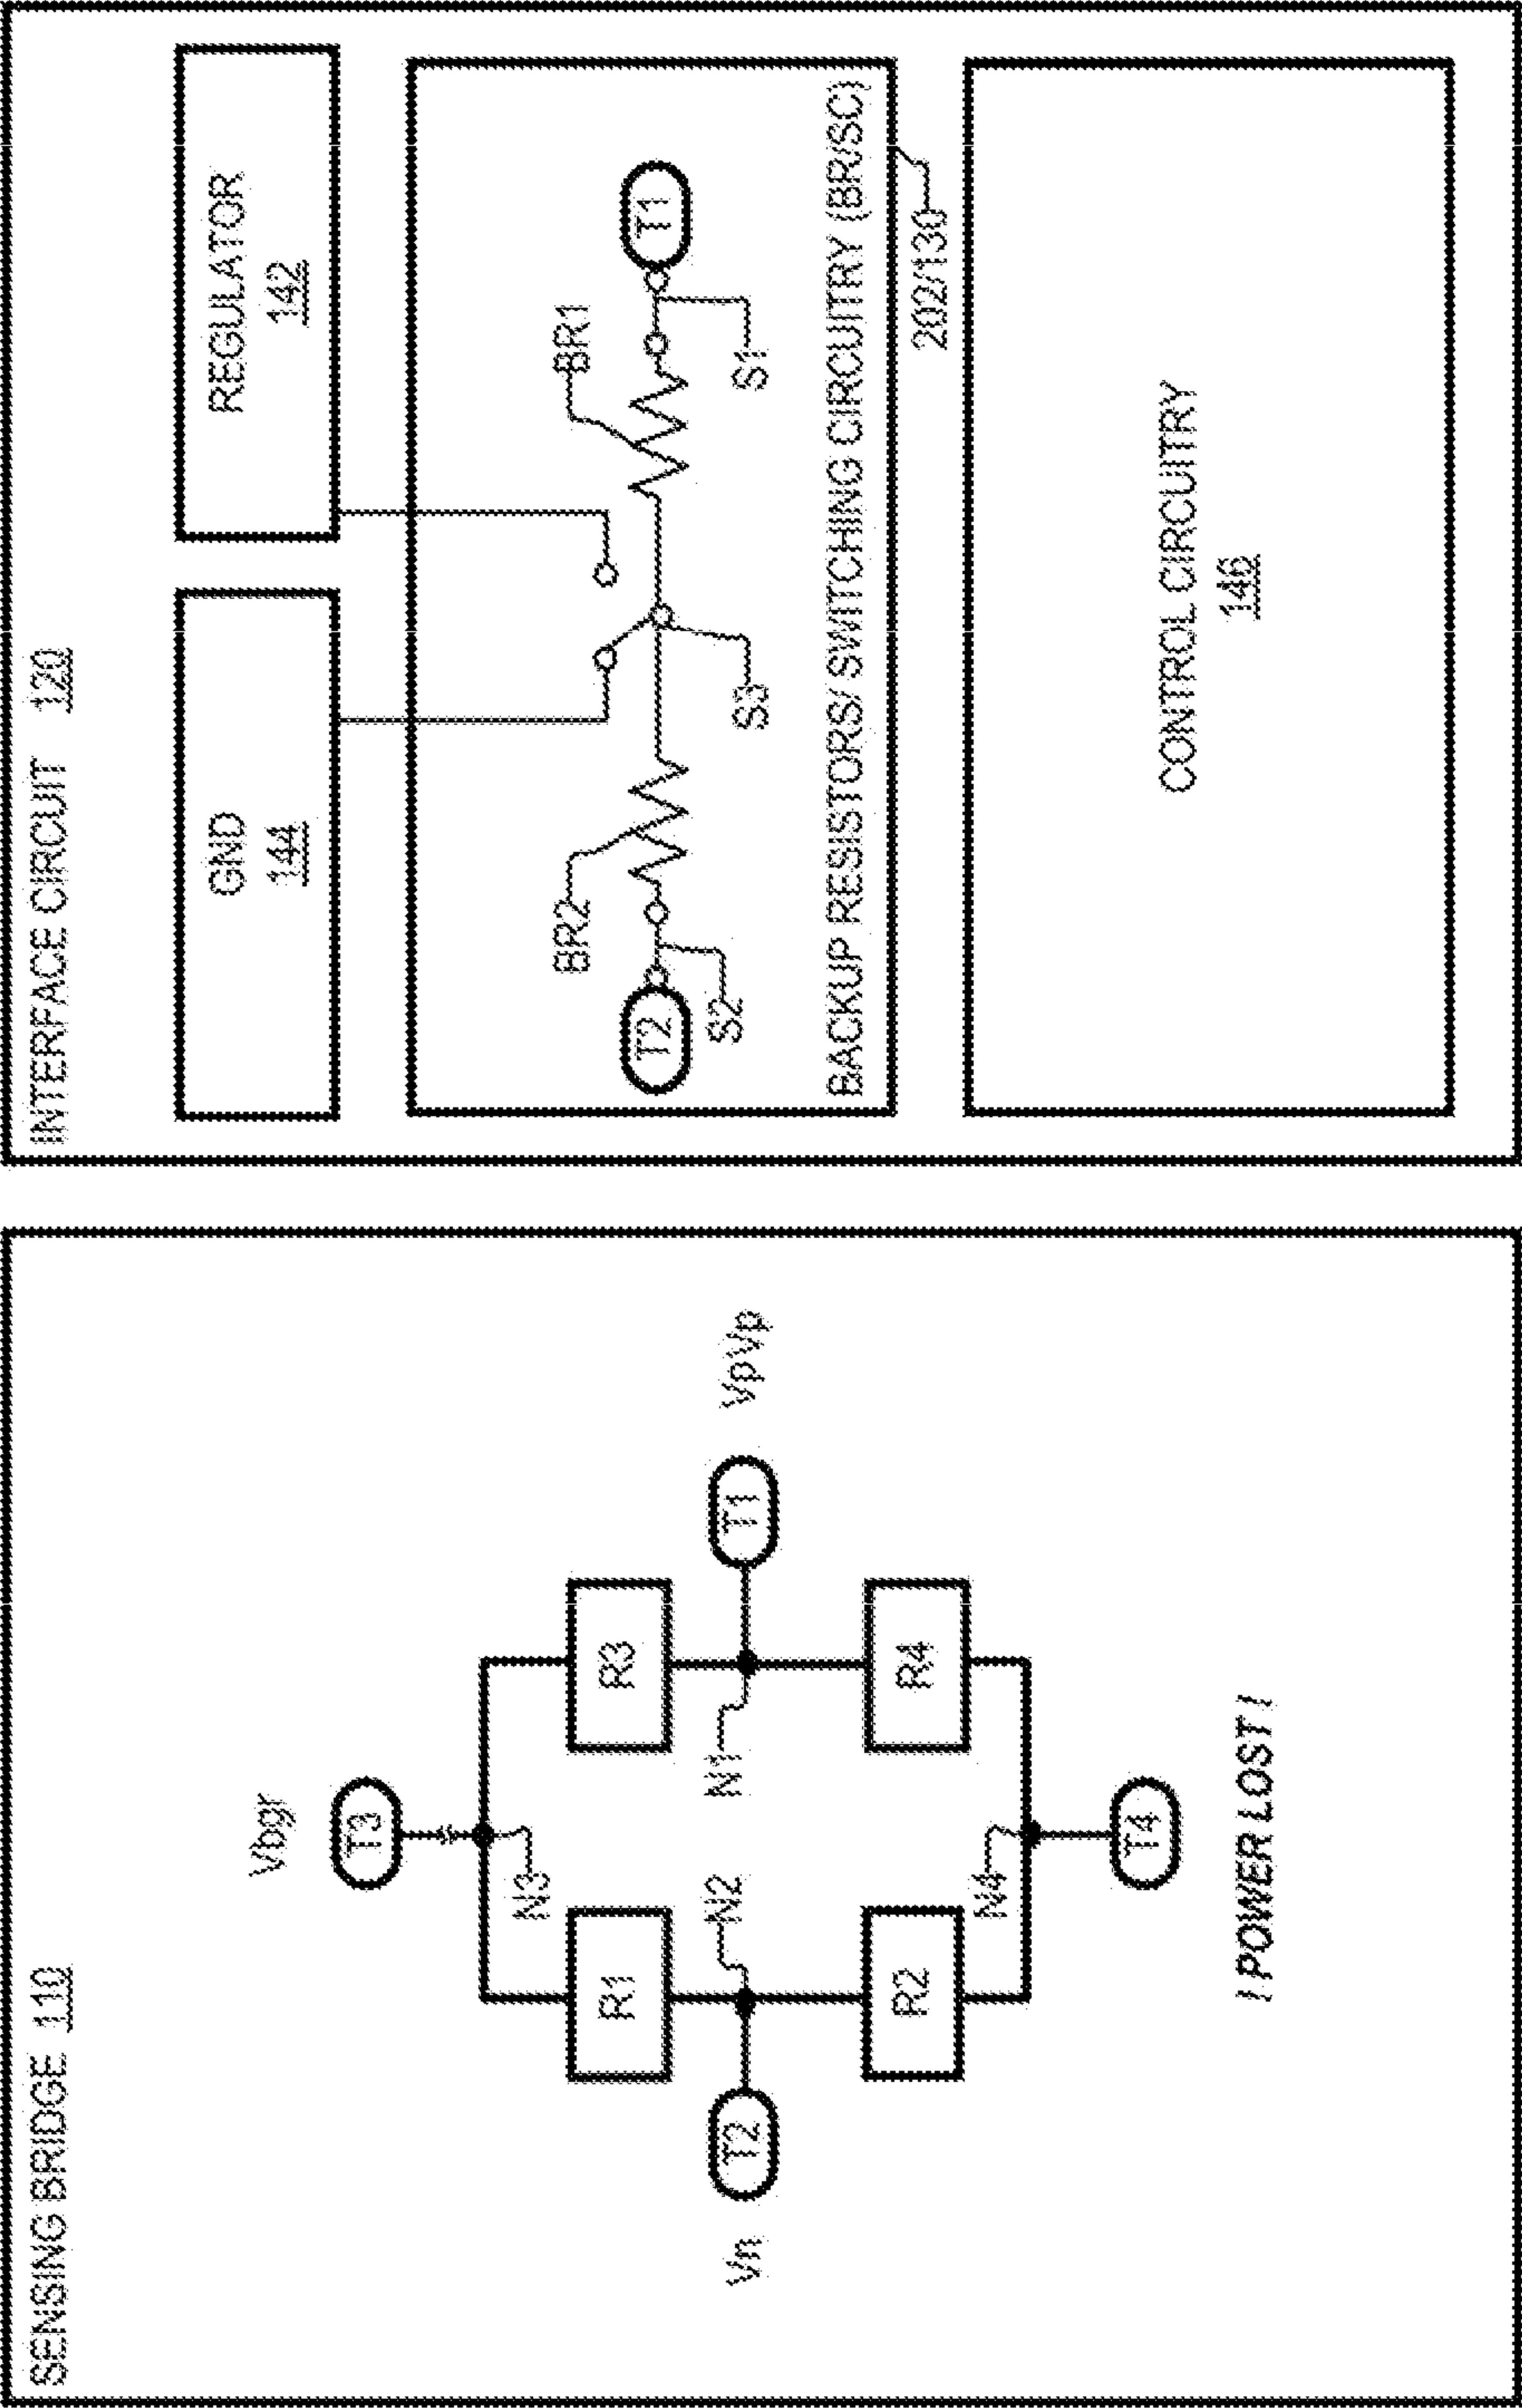 SENSING BRIDGE 110
Vbgr
T3
N3
R1
R3
N2
N1
Vn
T2
T1
VpVp
R2
R4
N4
T4
! POWER LOST !
INTERFACE CIRCUIT 120
GND
144
REGULATOR
142
BR2
BR1
T2
T1
S2
S3
S1
BACKUP RESISTORS/ SWITCHING CIRCUITRY (BR/SC)
202/130
CONTROL CIRCUITRY
146